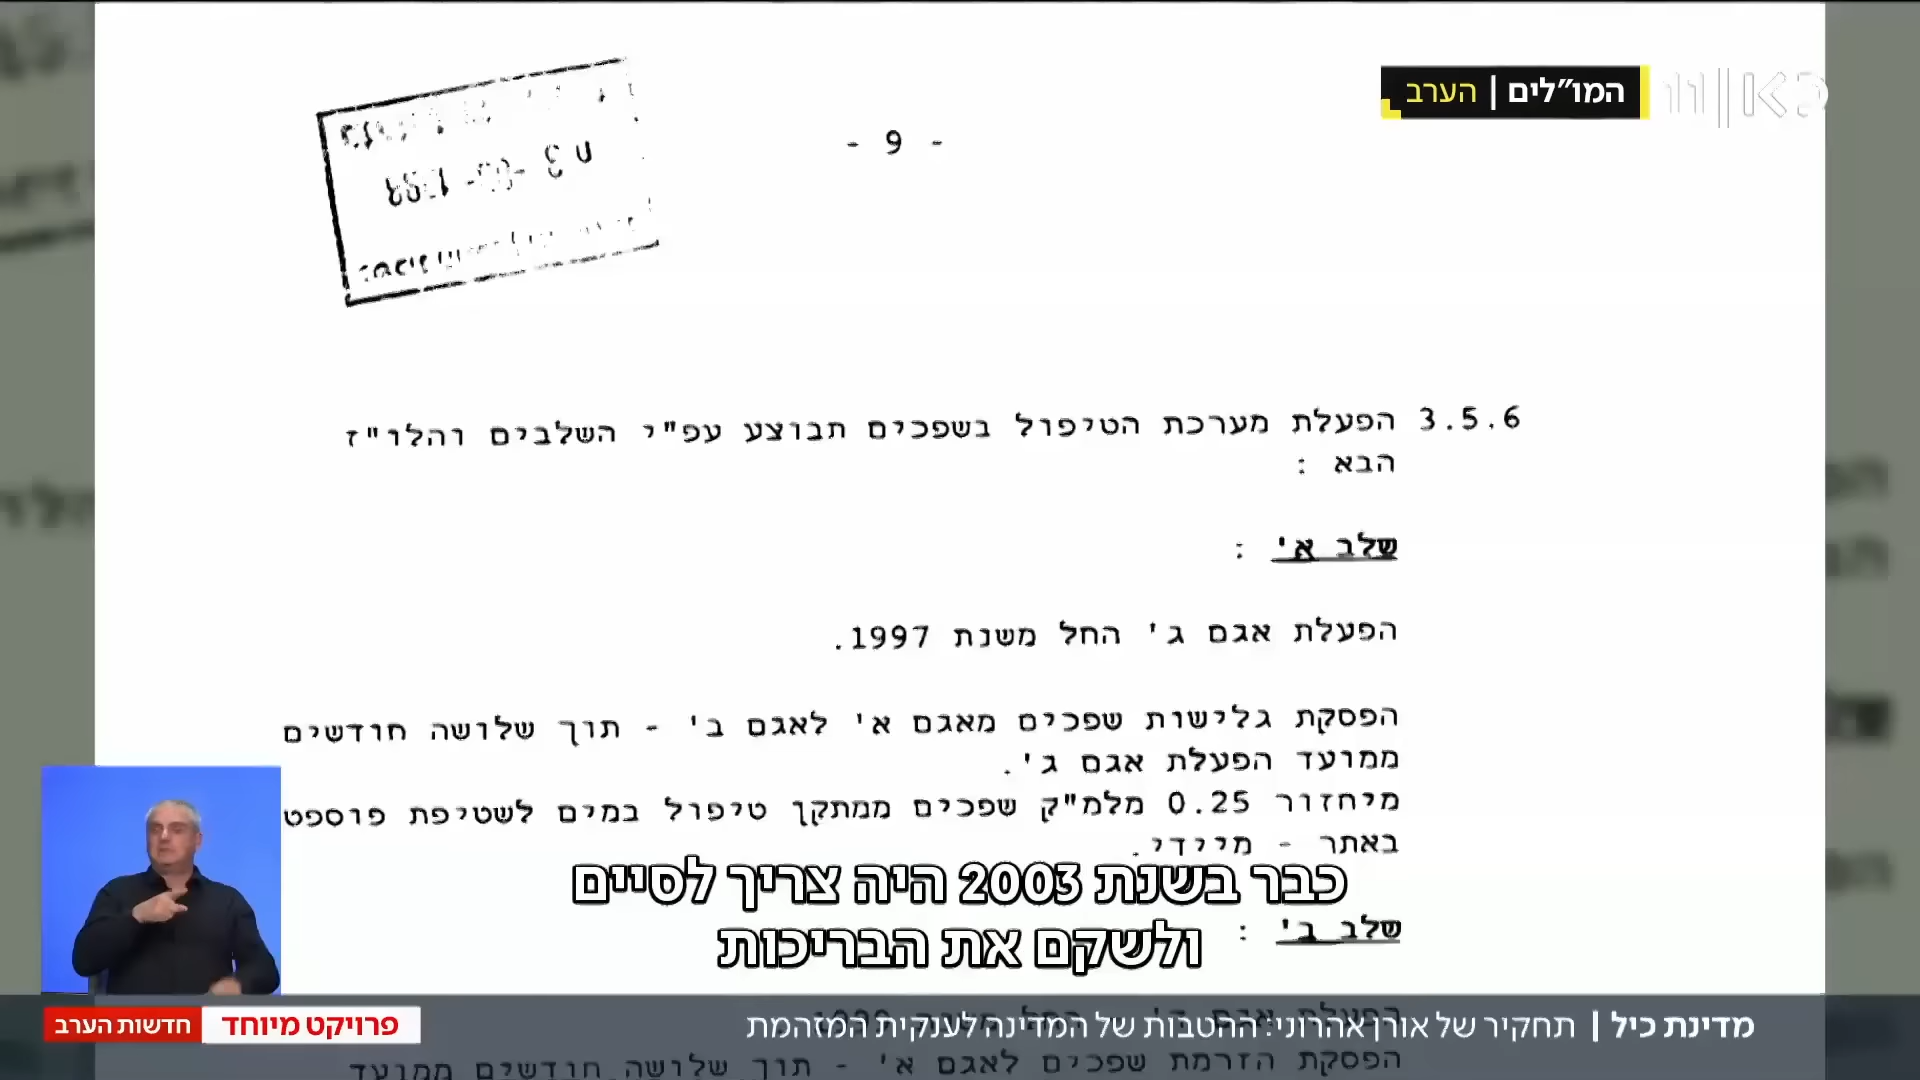 המו"לים | הערב
כאן 11
- 9 -
3.5.6 הפעלת מערכת הטיפול בשפכים תבוצע עפ"י השלבים והלו"ז
הבא :
שלב א' :
הפעלת אגם ג' החל משנת 1997.
הפסקת גלישות שפכים מאגם א' לאגם ב' - תוך שלושה חודשים
ממועד הפעלת אגם ג'.
מיחזור 0.25 מלמ"ק שפכים ממתקן טיפול במים לשטיפת פוספט
באתר - מיידי.
כבר בשנת 2003 היה צריך לסיים
ולשקם את הבריכות
שלב ב' :
מדינת כיל | תחקיר של אורן אהרוני: ההטבות של המדינה לענקית המזהמת
פרויקט מיוחד
חדשות הערב
הפסקת הזרמת שפכים לאגם א' - תוך שלושה חודשים ממועד